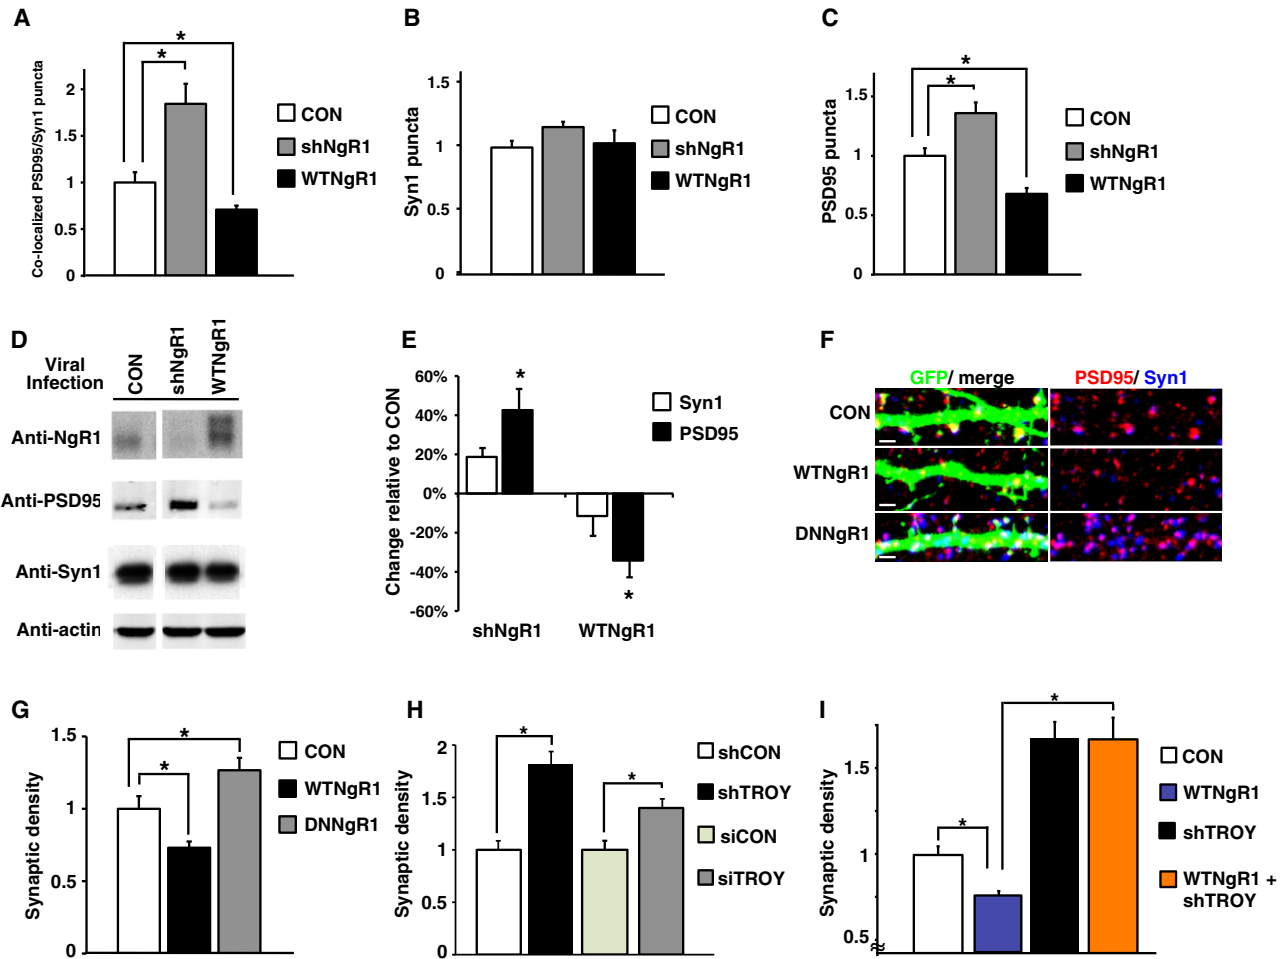 A
Co-localized PSD95/Syn1 puncta
2
1.5
1
0.5
0
*
*
CON
shNgR1
WTNgR1
B
Syn1 puncta
1.5
1
0.5
0
CON
shNgR1
WTNgR1
C
PSD95 puncta
1.5
1
0.5
0
*
*
CON
shNgR1
WTNgR1
D
Viral
Infection
CON
shNgR1
WTNgR1
Anti-NgR1
Anti-PSD95
Anti-Syn1
Anti-actin
E
Change relative to CON
60%
40%
20%
0%
-20%
-40%
-60%
*
*
Syn1
PSD95
shNgR1
WTNgR1
F
GFP/ merge
PSD95/ Syn1
CON
WTNgR1
DNNgR1
G
Synaptic density
1.5
1
0.5
0
*
*
CON
WTNgR1
DNNgR1
H
Synaptic density
2
1.5
1
0.5
0
*
*
shCON
shTROY
siCON
siTROY
I
Synaptic density
1.5
1
0.5
*
*
CON
WTNgR1
shTROY
WTNgR1 +
shTROY